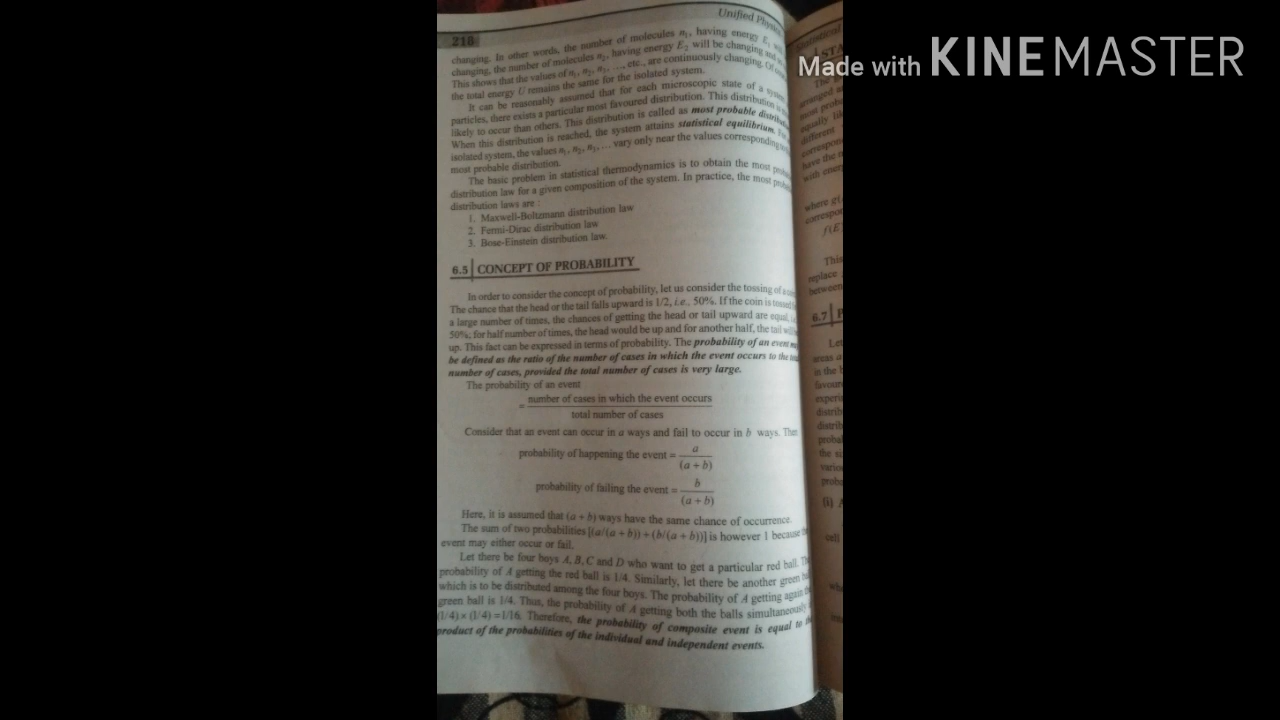 Made with KINEMASTER
218
Unified Physics
changing. In other words, the number of molecules n₁, having energy E₁
changing, the number of molecules n₂, having energy E₂ will be changing and
This shows that the values of n₁, n₂, n₃, ..., etc., are continuously changing. Of
the total energy U remains the same for the isolated system.
It can be reasonably assumed that for each microscopic state of a system
particles, there exists a particular most favoured distribution. This distribution is
likely to occur than others. This distribution is called as most probable distribution
When this distribution is reached, the system attains statistical equilibrium.
isolated system, the values n₁, n₂, n₃, ... vary only near the values corresponding
most probable distribution.
The basic problem in statistical thermodynamics is to obtain the most
distribution law for a given composition of the system. In practice, the most
distribution laws are :
1. Maxwell-Boltzmann distribution law
2. Fermi-Dirac distribution law
3. Bose-Einstein distribution law.
6.5 CONCEPT OF PROBABILITY
In order to consider the concept of probability, let us consider the tossing of a
The chance that the head or the tail falls upward is 1/2, i.e., 50%. If the coin is tossed
a large number of times, the chances of getting the head or tail upward are equal,
50%; for half number of times, the head would be up and for another half, the tail will
up. This fact can be expressed in terms of probability. The probability of an event
be defined as the ratio of the number of cases in which the event occurs to the
number of cases, provided the total number of cases is very large.
The probability of an event
= number of cases in which the event occurs
total number of cases
Consider that an event can occur in a ways and fail to occur in b ways. Then
probability of happening the event = a
(a + b)
probability of failing the event = b
(a + b)
Here, it is assumed that (a + b) ways have the same chance of occurrence.
The sum of two probabilities [(a/(a + b)) + (b/(a + b))] is however 1 because
event may either occur or fail.
Let there be four boys A, B, C and D who want to get a particular red ball.
probability of A getting the red ball is 1/4. Similarly, let there be another green
which is to be distributed among the four boys. The probability of A getting again
green ball is 1/4. Thus, the probability of A getting both the balls simultaneously
(1/4) × (1/4) = 1/16. Therefore, the probability of composite event is equal to
product of the probabilities of the individual and independent events.
where
f(E)
This
replace
between
6.7
Let
areas
in the
(i)
cell